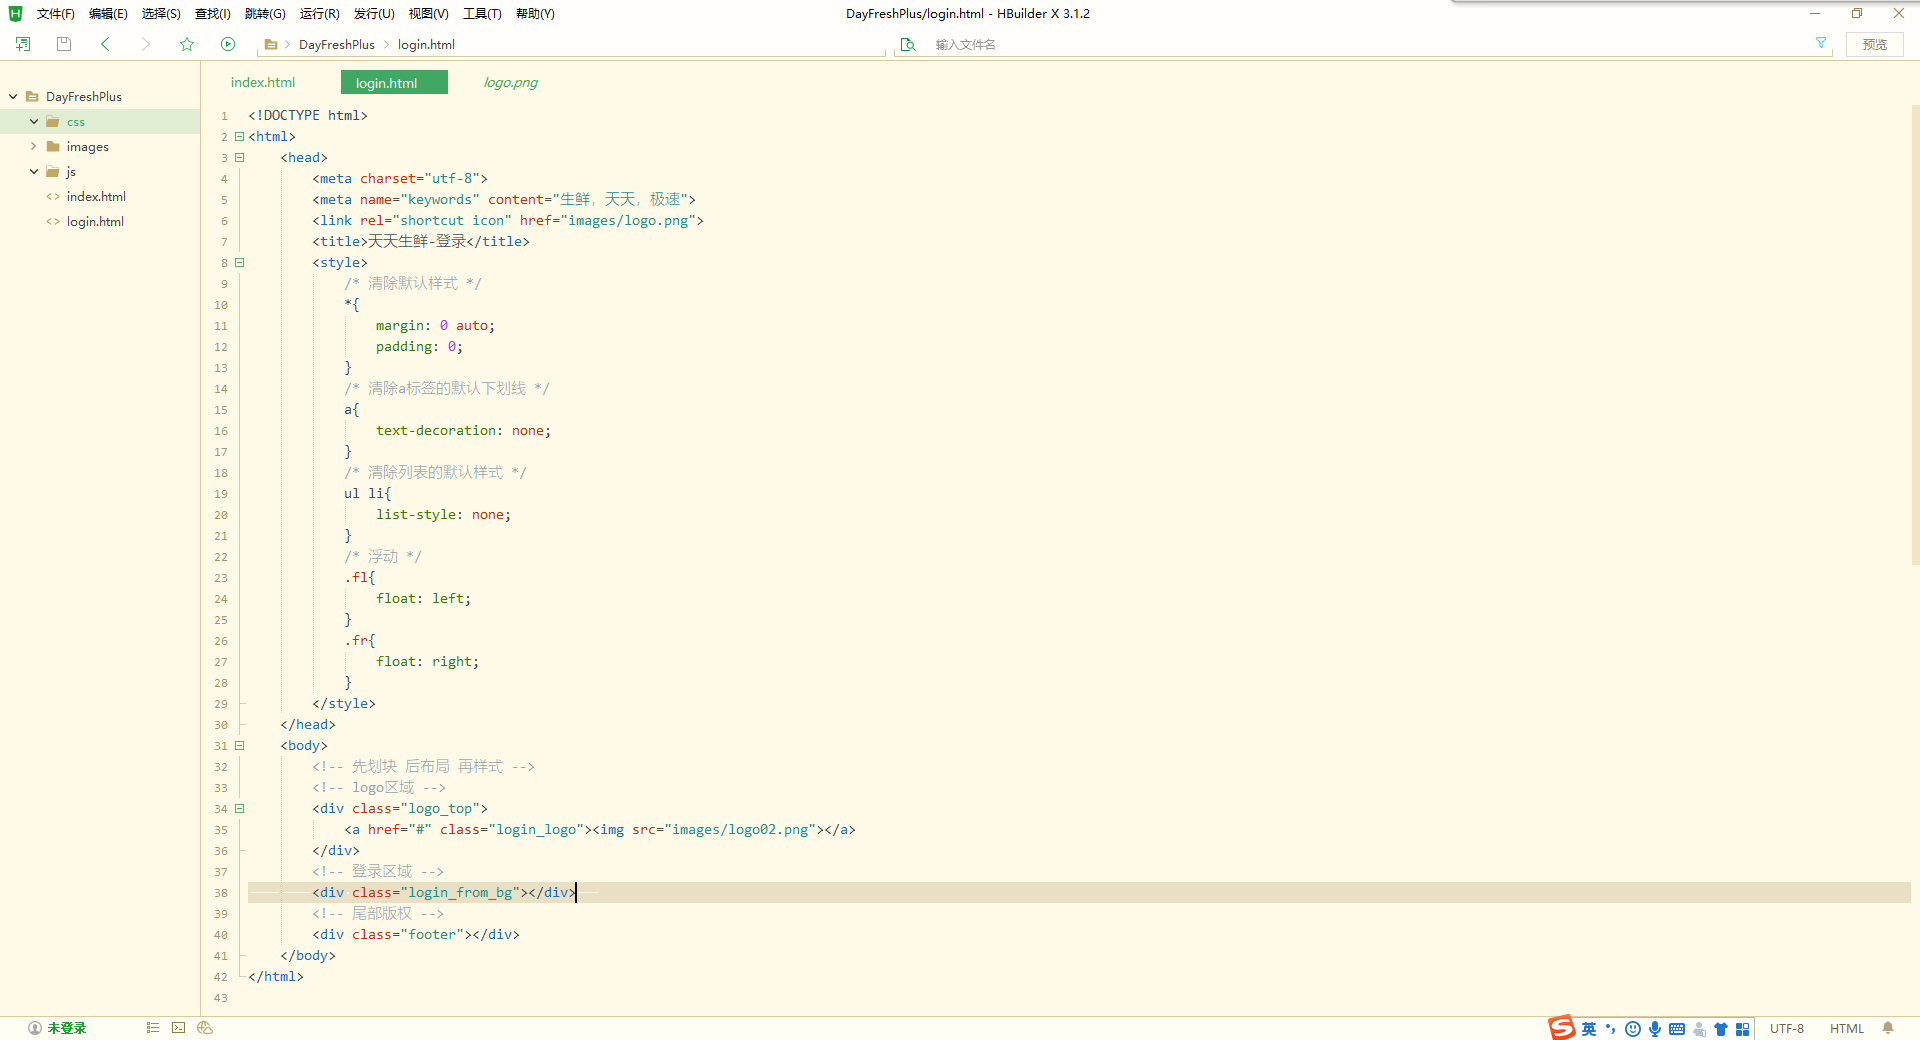 文件(F) 编辑(E) 选择(S) 查找(I) 跳转(G) 运行(R) 发行(U) 视图(V) 工具(T) 帮助(Y) DayFreshPlus/login.html - HBuilder X 3.1.2
DayFreshPlus login.html 输入文件名 预览
DayFreshPlus
css
images
js
index.html
login.html
index.html login.html logo.png
1 <!DOCTYPE html>
2 <html>
3 <head>
4 <meta charset="utf-8">
5 <meta name="keywords" content="生鲜，天天，极速">
6 <link rel="shortcut icon" href="images/logo.png">
7 <title>天天生鲜-登录</title>
8 <style>
9 /* 清除默认样式 */
10 *{
11 margin: 0 auto;
12 padding: 0;
13 }
14 /* 清除a标签的默认下划线 */
15 a{
16 text-decoration: none;
17 }
18 /* 清除列表的默认样式 */
19 ul li{
20 list-style: none;
21 }
22 /* 浮动 */
23 .fl{
24 float: left;
25 }
26 .fr{
27 float: right;
28 }
29 </style>
30 </head>
31 <body>
32 <!-- 先划块 后布局 再样式 -->
33 <!-- logo区域 -->
34 <div class="logo_top">
35 <a href="#" class="login_logo"><img src="images/logo02.png"></a>
36 </div>
37 <!-- 登录区域 -->
38 <div class="login_from_bg"></div>
39 <!-- 尾部版权 -->
40 <div class="footer"></div>
41 </body>
42 </html>
43
未登录 英 UTF-8 HTML